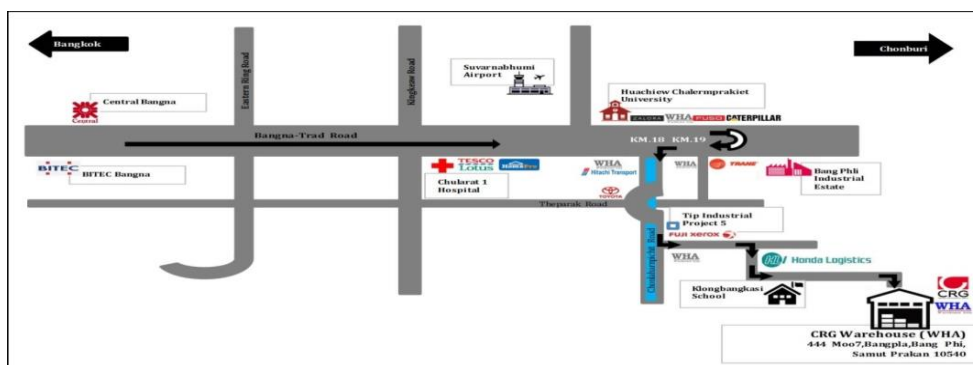 Bangkok
Chonburi
Eastern Ring Road
Kingkeaw Road
Suvarnabhumi
Airport
Huachiew Chalermprakiet
University
Central Bangna
Central
ZALORA WHA FUSO CATERPILLAR
Bangna-Trad Road
KM.18 KM.19
BITEC
BITEC Bangna
TESCO
Lotus
HomePro
Chularat 1
Hospital
WHA
Hitachi Transport
WHA
TRANE
Bang Phli
Industrial
Estate
TOYOTA
Theparak Road
Tip Industrial
Project 5
FUJI XEROX
WHA
Honda Logistics
Klongbangkasi
School
CRG
WHA
CRG Warehouse (WHA)
444 Moo7,Bangpla,Bang Phi,
Samut Prakan 10540